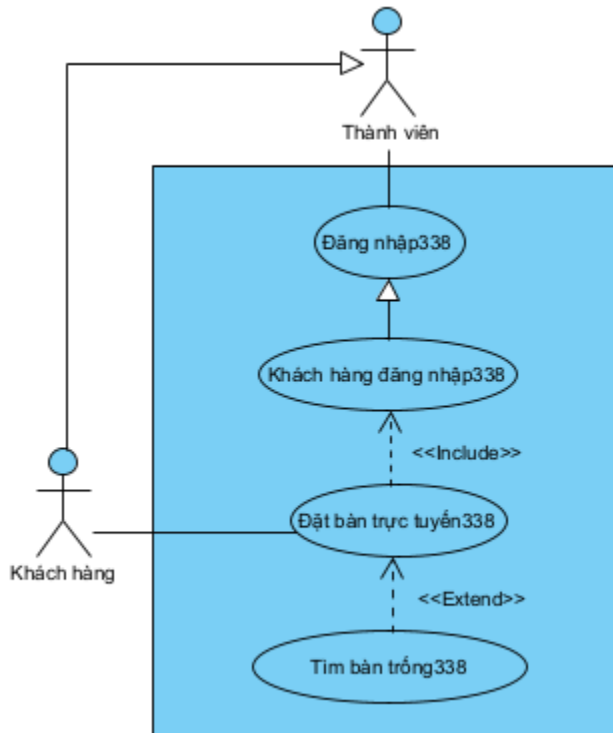 Thành viên
Đăng nhập338
Khách hàng đăng nhập338
<<Include>>
Đặt bàn trực tuyến338
Khách hàng
<<Extend>>
Tìm bàn trống338